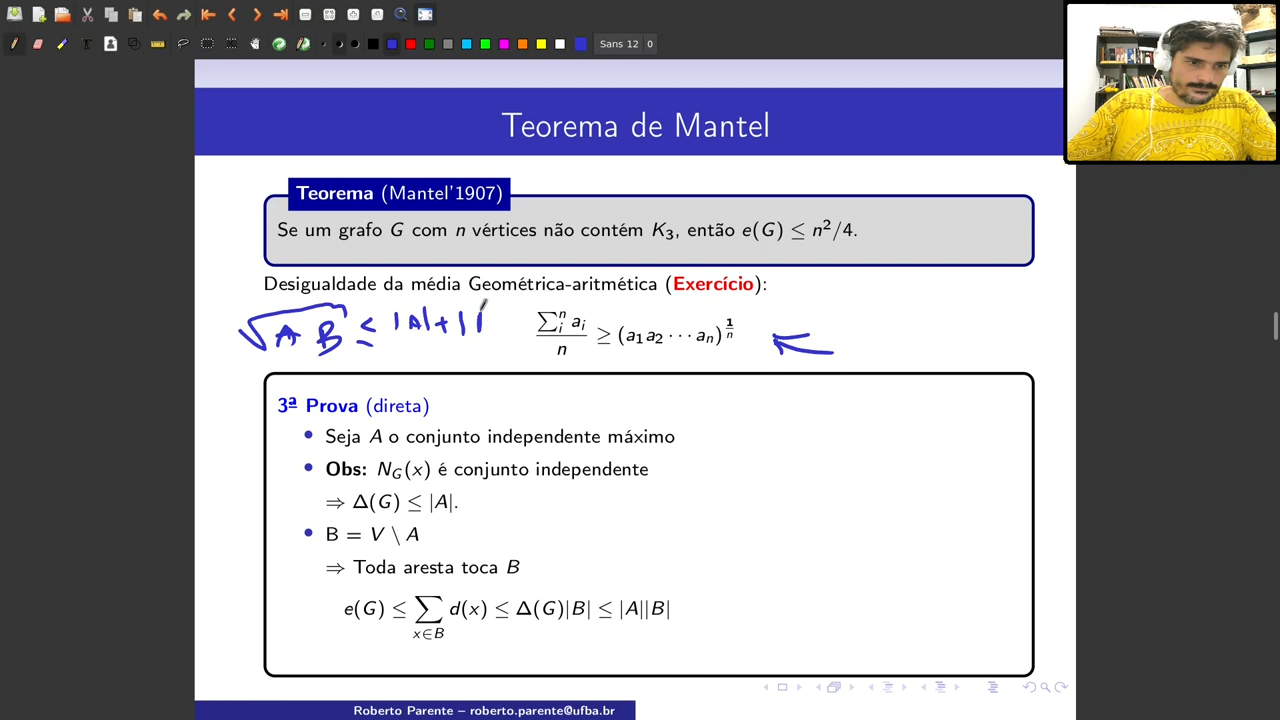 Sans 12 0
Teorema de Mantel
Teorema (Mantel'1907)
Se um grafo G com n vértices não contém K₃, então e(G) ≤ n²/4.
Desigualdade da média Geométrica-aritmética (Exercício):
√A B ≤ |A|+||
∑ᵢⁿ aᵢ / n ≥ (a₁a₂ ⋯ aₙ)^(1/n)
3ª Prova (direta)
• Seja A o conjunto independente máximo
• Obs: N_G(x) é conjunto independente
⇒ Δ(G) ≤ |A|.
• B = V \ A
⇒ Toda aresta toca B
e(G) ≤ ∑_{x∈B} d(x) ≤ Δ(G)|B| ≤ |A||B|
Roberto Parente – roberto.parente@ufba.br